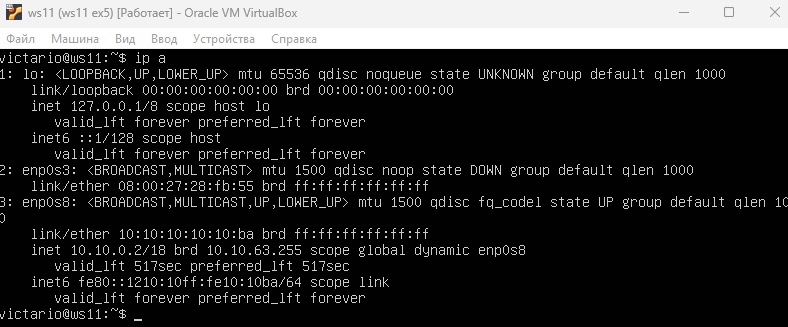 ws11 (ws11 ex5) [Работает] - Oracle VM VirtualBox
Файл Машина Вид Ввод Устройства Справка
victario@ws11:~$ ip a
1: lo: <LOOPBACK,UP,LOWER_UP> mtu 65536 qdisc noqueue state UNKNOWN group default qlen 1000
    link/loopback 00:00:00:00:00:00 brd 00:00:00:00:00:00
    inet 127.0.0.1/8 scope host lo
       valid_lft forever preferred_lft forever
    inet6 ::1/128 scope host
       valid_lft forever preferred_lft forever
2: enp0s3: <BROADCAST,MULTICAST> mtu 1500 qdisc noop state DOWN group default qlen 1000
    link/ether 08:00:27:28:fb:55 brd ff:ff:ff:ff:ff:ff
3: enp0s8: <BROADCAST,MULTICAST,UP,LOWER_UP> mtu 1500 qdisc fq_codel state UP group default qlen 100
0
    link/ether 10:10:10:10:10:ba brd ff:ff:ff:ff:ff:ff
    inet 10.10.0.2/18 brd 10.10.63.255 scope global dynamic enp0s8
       valid_lft 517sec preferred_lft 517sec
    inet6 fe80::1210:10ff:fe10:10ba/64 scope link
       valid_lft forever preferred_lft forever
victario@ws11:~$ _